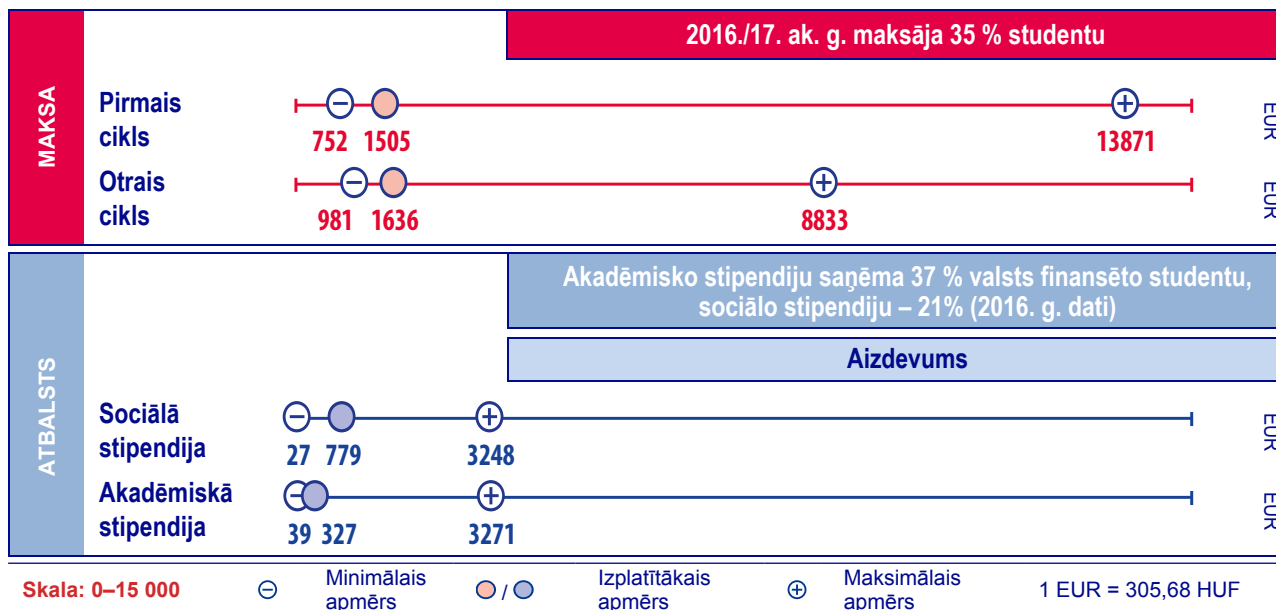 MAKSA
2016./17. ak. g. maksāja 35 % studentu
Pirmais
cikls
752 1505 13871
EUR
Otrais
cikls
981 1636 8833
EUR
ATBALSTS
Akadēmisko stipendiju saņēma 37 % valsts finansēto studentu,
sociālo stipendiju – 21% (2016. g. dati)
Aizdevums
Sociālā
stipendija
27 779 3248
EUR
Akadēmiskā
stipendija
39 327 3271
EUR
Skala: 0–15 000
Minimālais
apmērs
/
Izplatītākais
apmērs
Maksimālais
apmērs
1 EUR = 305,68 HUF